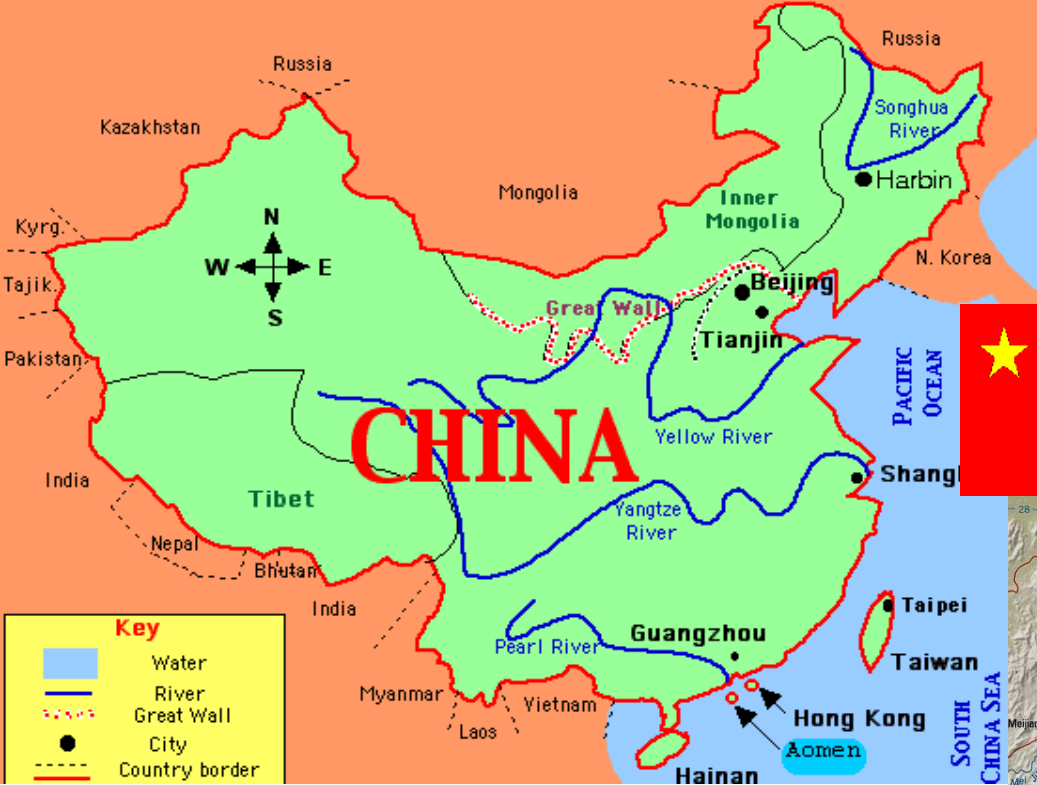 Russia
Russia
Kazakhstan
Songhua
River
Mongolia
Harbin
Inner
Mongolia
N
Kyrg.
W
E
N. Korea
Tajik.
Beijing
S
Great Wall
Tianjin
Pakistan
PACIFIC
OCEAN
CHINA
Yellow River
India
Shang
Tibet
Yangtze
River
28
Nepal
Bhutan
India
Taipei
Key
Guangzhou
Pearl River
Water
Taiwan
River
Myanmar
Vietnam
Great Wall
Hong Kong
SOUTH
CHINA SEA
Laos
City
Aomen
Country border
Hainan